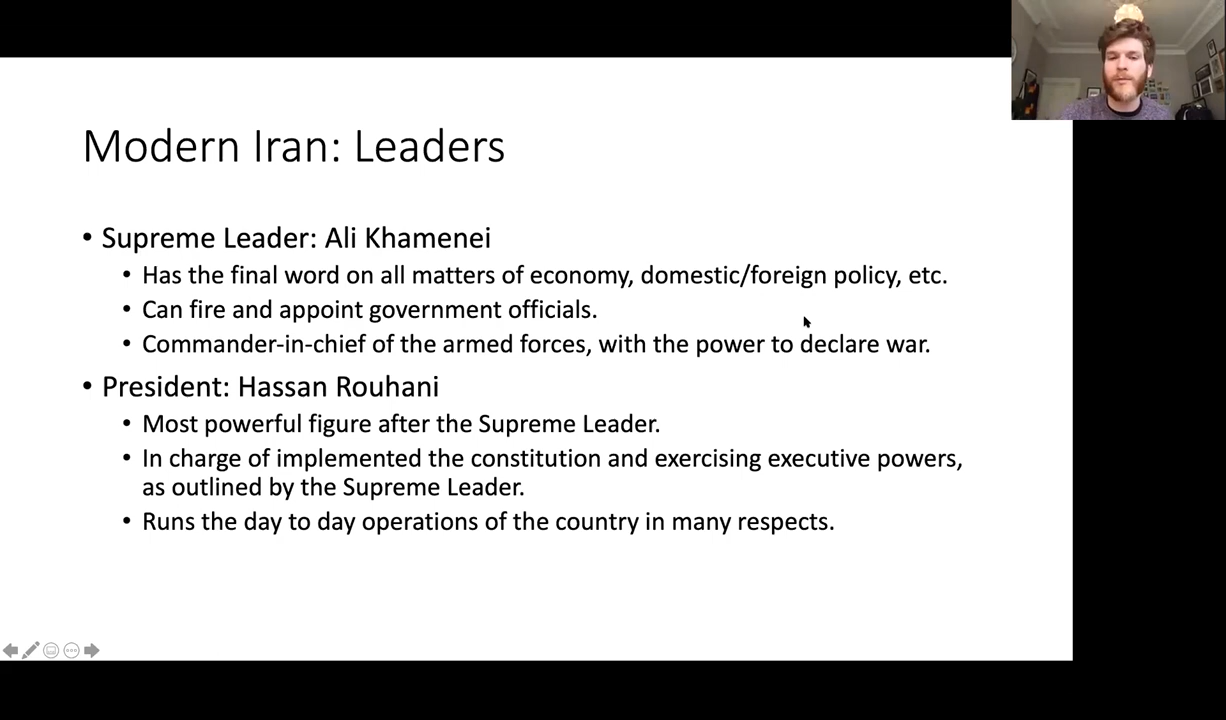 Modern Iran: Leaders
• Supreme Leader: Ali Khamenei
• Has the final word on all matters of economy, domestic/foreign policy, etc.
• Can fire and appoint government officials.
• Commander-in-chief of the armed forces, with the power to declare war.
• President: Hassan Rouhani
• Most powerful figure after the Supreme Leader.
• In charge of implemented the constitution and exercising executive powers,
as outlined by the Supreme Leader.
• Runs the day to day operations of the country in many respects.